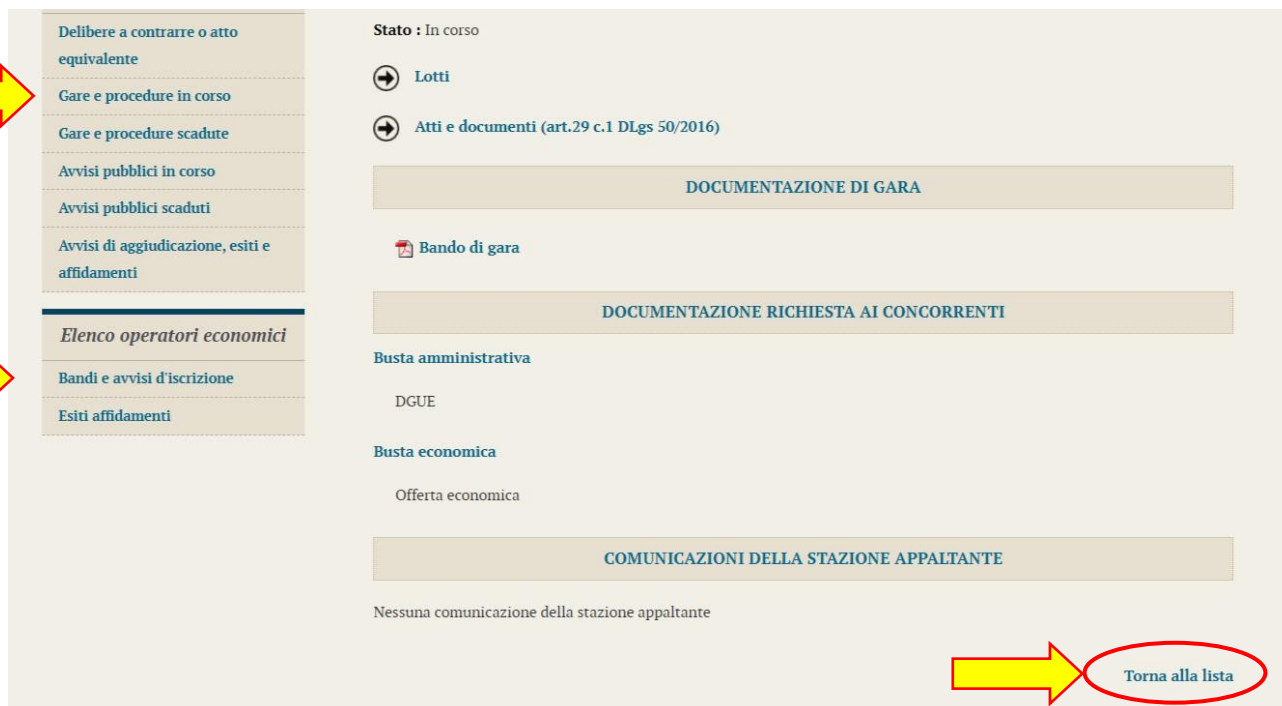 Delibere a contrarre o atto
equivalente
Gare e procedure in corso
Gare e procedure scadute
Avvisi pubblici in corso
Avvisi pubblici scaduti
Avvisi di aggiudicazione, esiti e
affidamenti
Elenco operatori economici
Bandi e avvisi d'iscrizione
Esiti affidamenti
Stato : In corso
Lotti
Atti e documenti (art.29 c.1 DLgs 50/2016)
DOCUMENTAZIONE DI GARA
Bando di gara
DOCUMENTAZIONE RICHIESTA AI CONCORRENTI
Busta amministrativa
DGUE
Busta economica
Offerta economica
COMUNICAZIONI DELLA STAZIONE APPALTANTE
Nessuna comunicazione della stazione appaltante
Torna alla lista